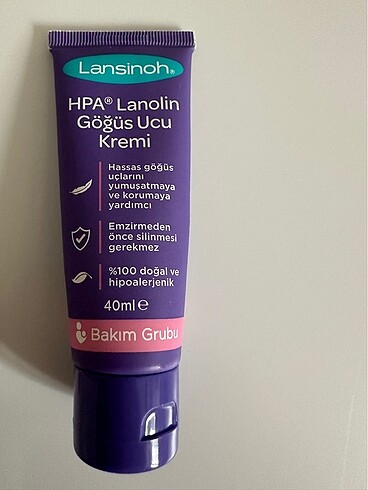 Lansinoh®
HPA® Lanolin
Göğüs Ucu
Kremi
Hassas göğüs
uçlarını
yumuşatmaya
ve korumaya
yardımcı
Emzirmeden
önce silinmesi
gerekmez
%100 doğal ve
hipoalerjenik
40ml e
Bakım Grubu